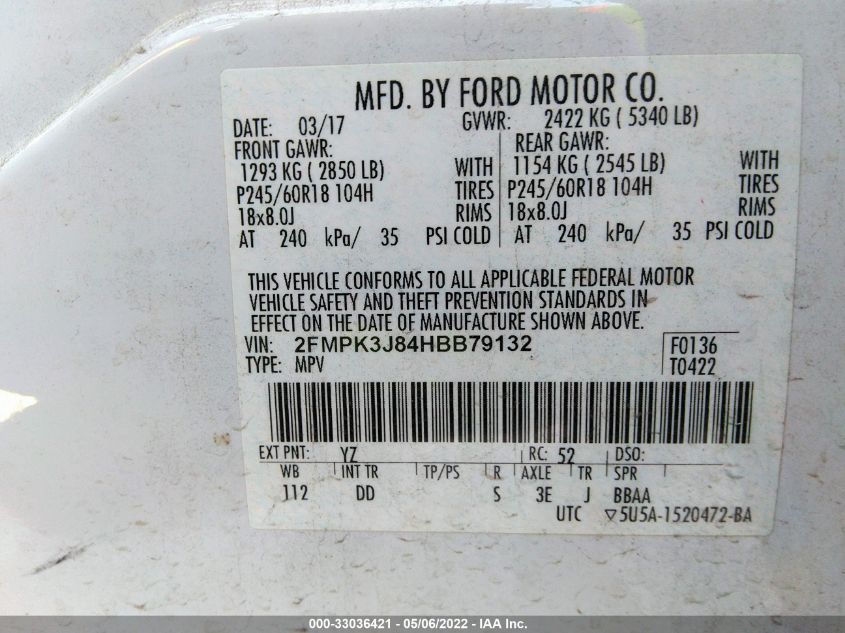 MFD. BY FORD MOTOR CO.
DATE: 03/17 GVWR: 2422 KG ( 5340 LB)
FRONT GAWR: REAR GAWR:
1293 KG ( 2850 LB) WITH 1154 KG ( 2545 LB) WITH
P245/60R18 104H TIRES P245/60R18 104H TIRES
18x8.0J RIMS 18x8.0J RIMS
AT 240 kPa/ 35 PSI COLD AT 240 kPa/ 35 PSI COLD
THIS VEHICLE CONFORMS TO ALL APPLICABLE FEDERAL MOTOR
VEHICLE SAFETY AND THEFT PREVENTION STANDARDS IN
EFFECT ON THE DATE OF MANUFACTURE SHOWN ABOVE.
VIN: 2FMPK3J84HBB79132 F0136
TYPE: MPV T0422
EXT PNT: YZ RC: 52 DSO:
WB INT TR TP/PS R AXLE TR SPR
112 DD S 3E J BBAA
UTC ▽5U5A-1520472-BA
000-33036421 - 05/06/2022 - IAA Inc.